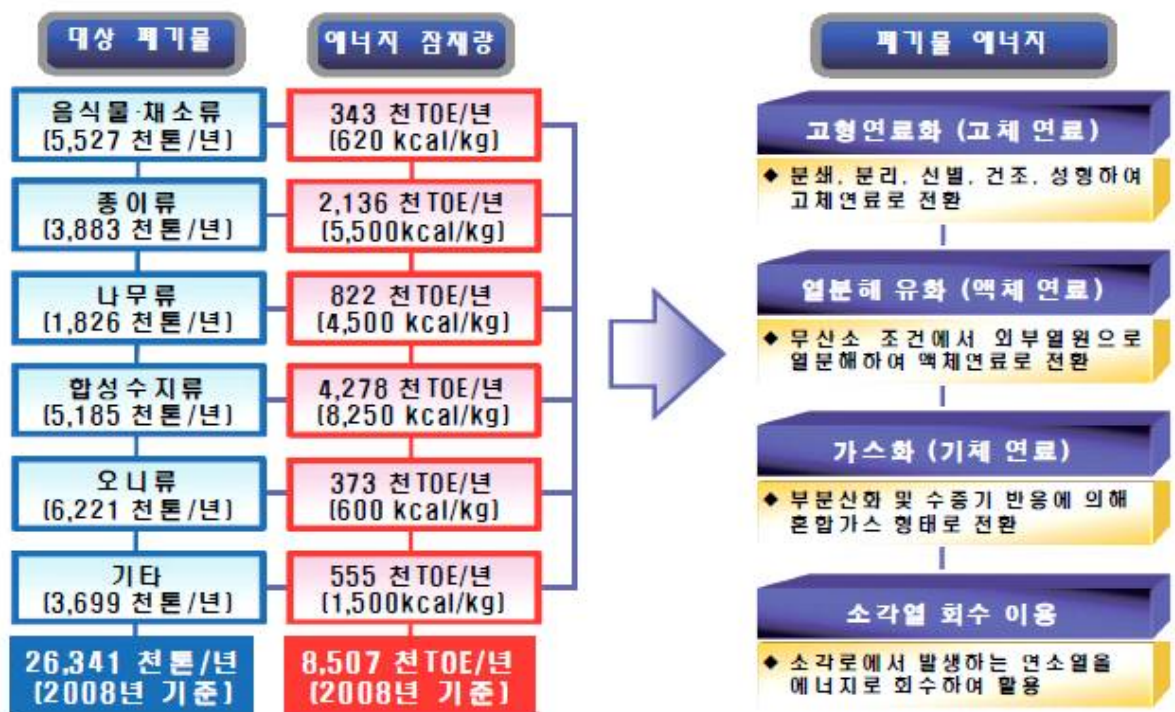 대상 폐기물
에너지 잠재량
음식물·채소류
(5,527 천톤/년)
343 천TOE/년
(620 kcal/kg)
종이류
(3,883 천톤/년)
2,136 천TOE/년
(5,500kcal/kg)
나무류
(1,826 천톤/년)
822 천TOE/년
(4,500 kcal/kg)
합성수지류
(5,185 천톤/년)
4,278 천TOE/년
(8,250 kcal/kg)
오니류
(6,221 천톤/년)
373 천TOE/년
(600 kcal/kg)
기타
(3,699 천톤/년)
555 천TOE/년
(1,500kcal/kg)
26,341 천톤/년
(2008년 기준)
8,507 천TOE/년
(2008년 기준)
폐기물 에너지
고형연료화 (고체 연료)
◆ 분쇄, 분리, 선별, 건조, 성형하여
고체연료로 전환
열분해 유화 (액체 연료)
◆ 무산소 조건에서 외부열원으로
열분해하여 액체연료로 전환
가스화 (기체 연료)
◆ 부분산화 및 수증기 반응에 의해
혼합가스 형태로 전환
소각열 회수 이용
◆ 소각로에서 발생하는 연소열을
에너지로 회수하여 활용